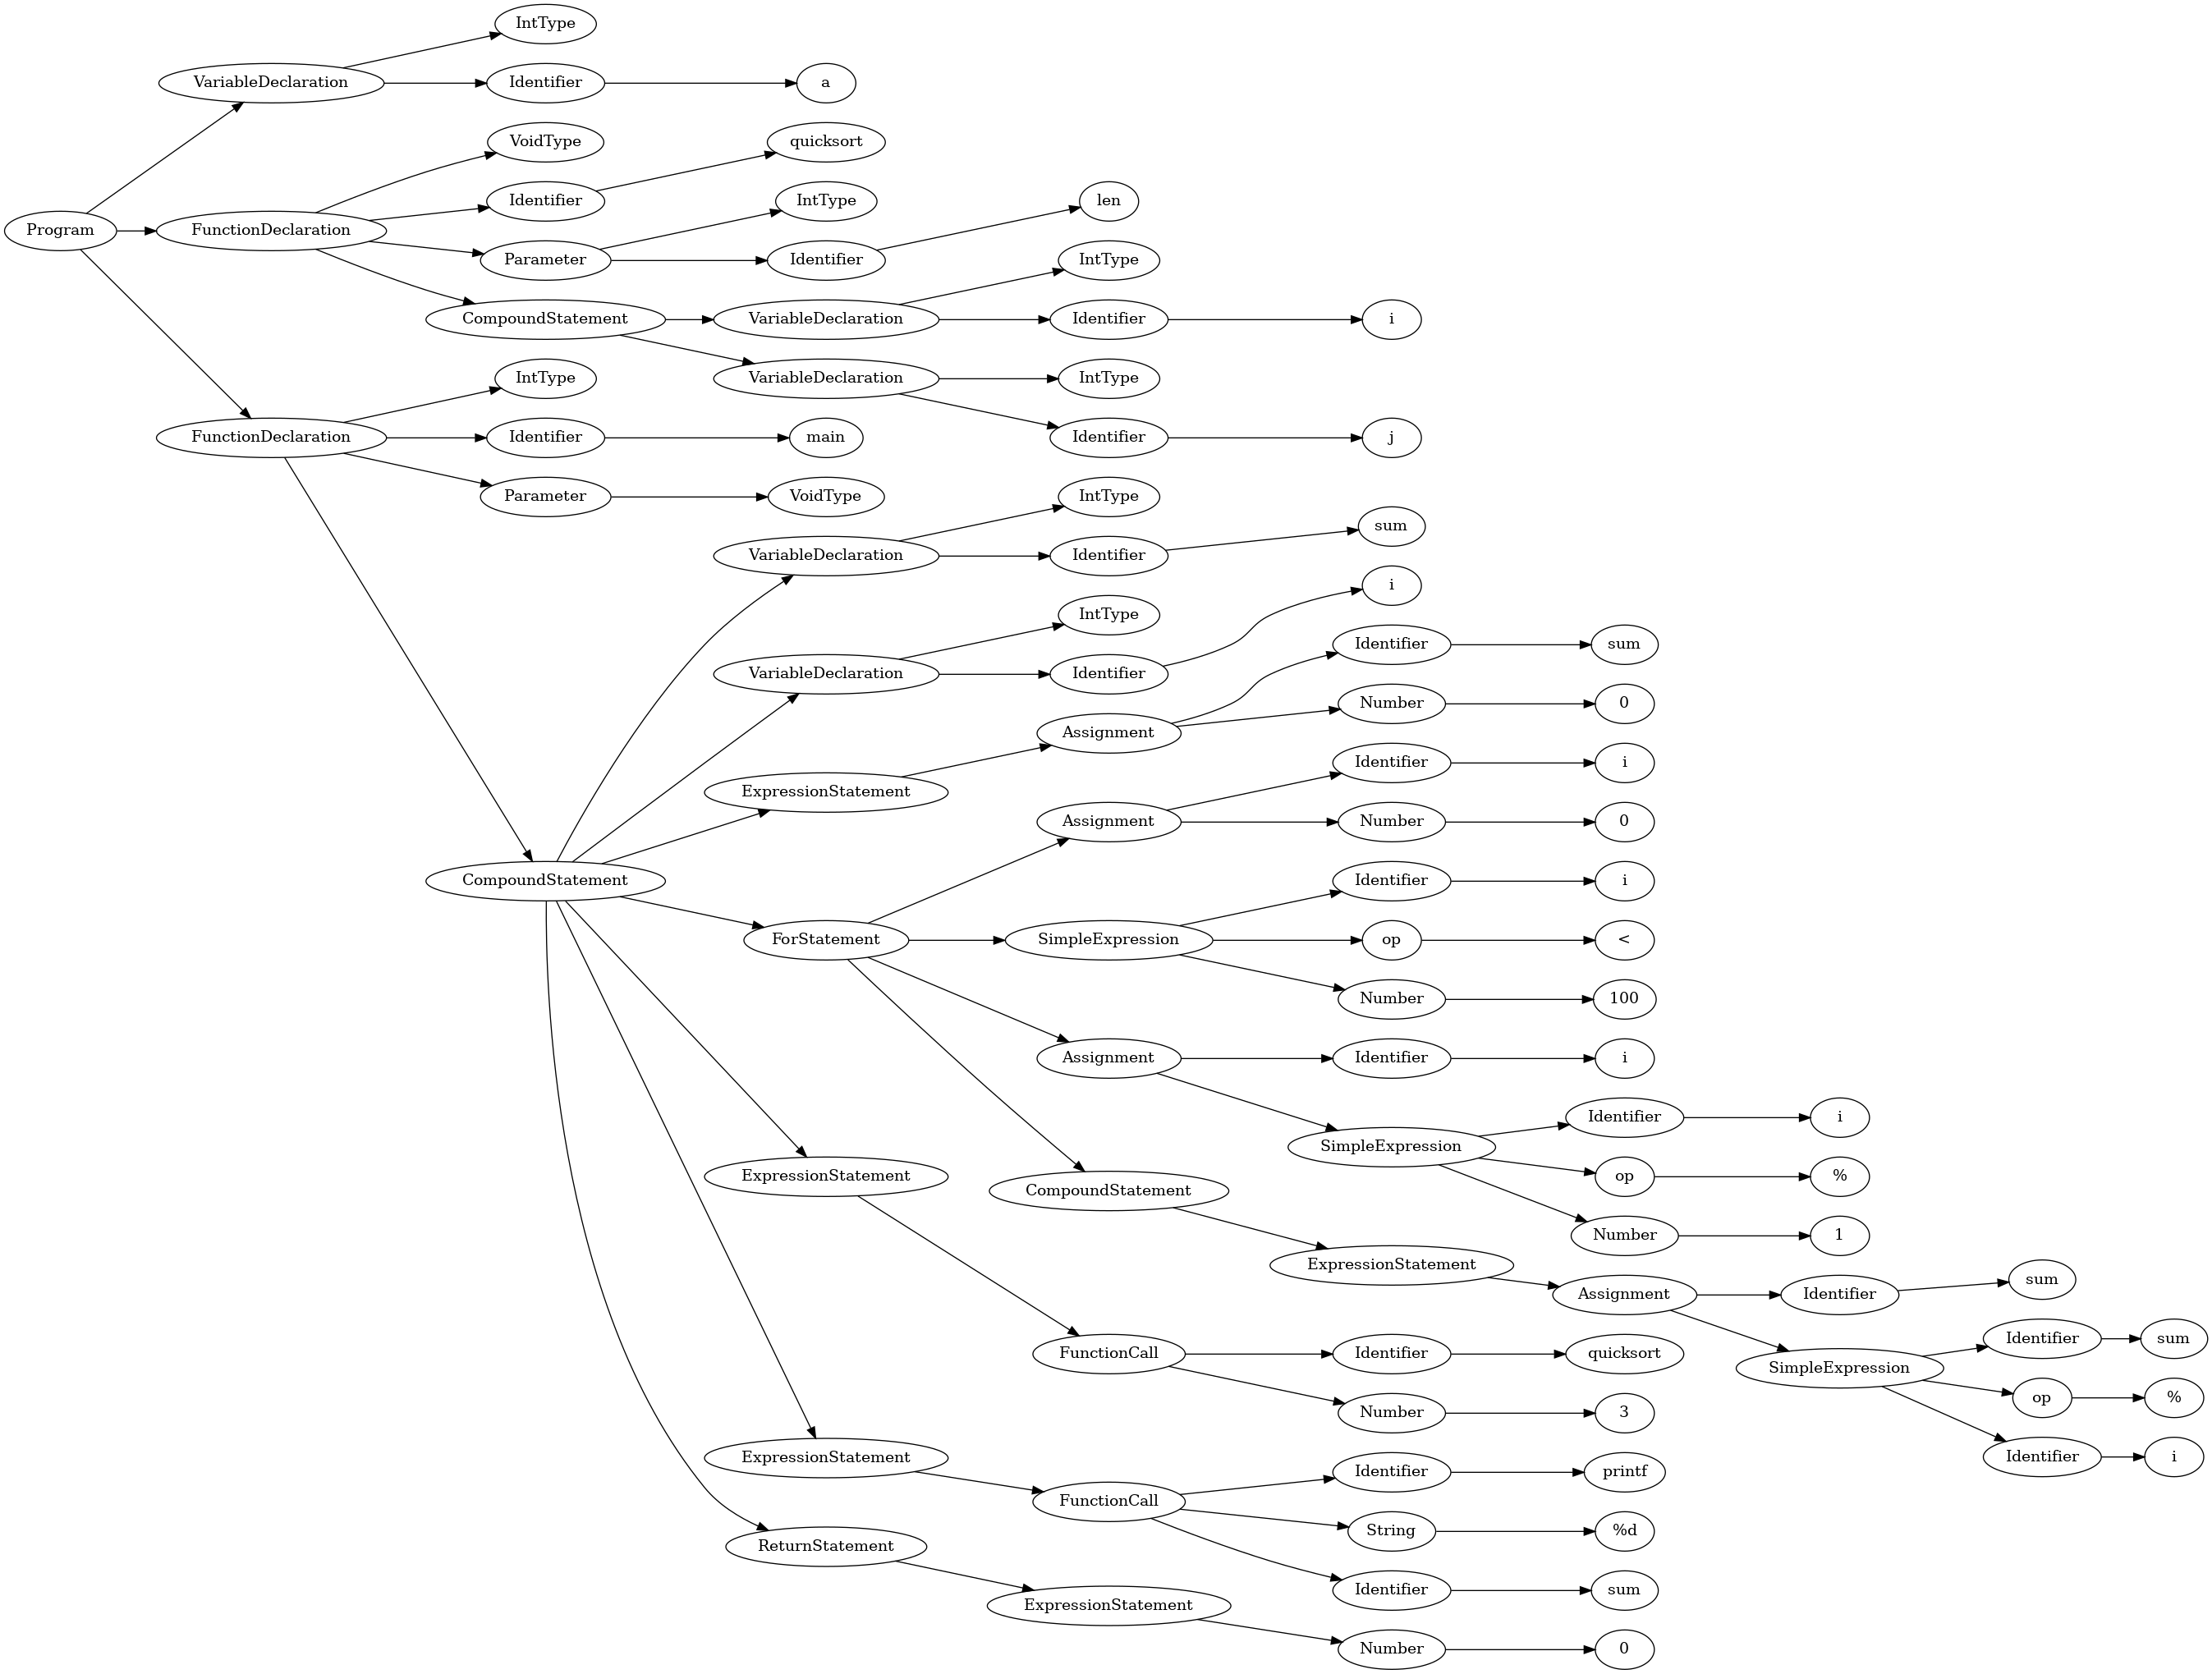 Program
VariableDeclaration
IntType
Identifier
a
FunctionDeclaration
VoidType
Identifier
quicksort
Parameter
IntType
Identifier
len
CompoundStatement
VariableDeclaration
IntType
Identifier
i
VariableDeclaration
IntType
Identifier
j
FunctionDeclaration
IntType
Identifier
main
Parameter
VoidType
CompoundStatement
VariableDeclaration
IntType
Identifier
sum
VariableDeclaration
IntType
Identifier
i
ExpressionStatement
Assignment
Identifier
sum
Number
0
ForStatement
Assignment
Identifier
i
Number
0
SimpleExpression
Identifier
i
op
<
Number
100
Assignment
Identifier
i
SimpleExpression
Identifier
i
op
%
Number
1
CompoundStatement
ExpressionStatement
Assignment
Identifier
sum
SimpleExpression
Identifier
sum
op
%
Identifier
i
ExpressionStatement
FunctionCall
Identifier
quicksort
Number
3
ExpressionStatement
FunctionCall
Identifier
printf
String
%d
Identifier
sum
ReturnStatement
ExpressionStatement
Number
0